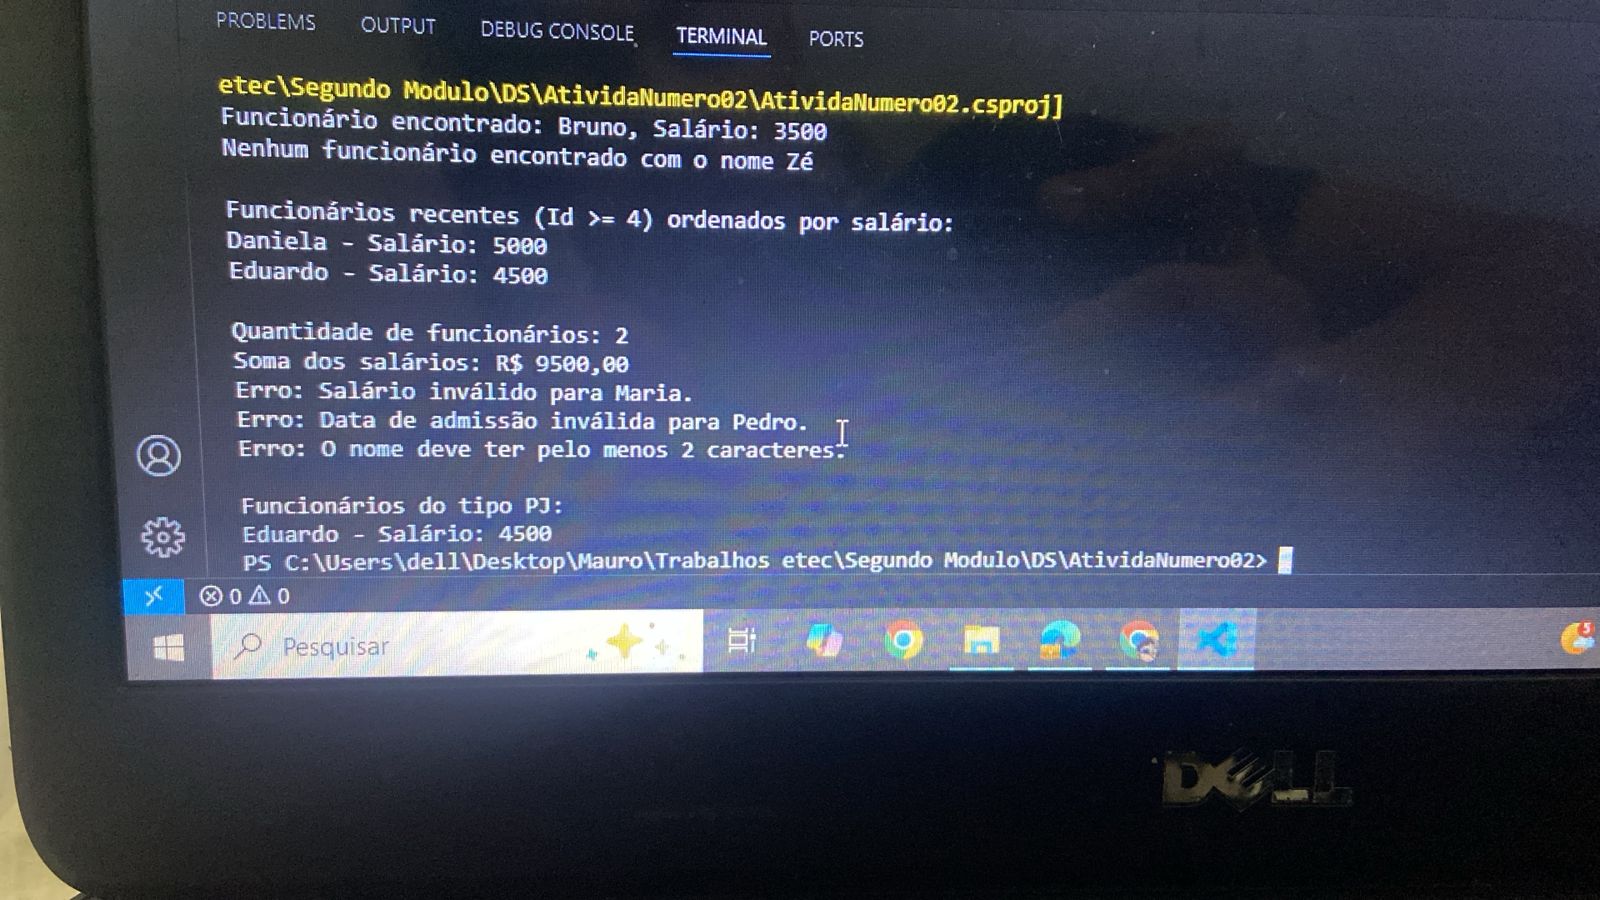 PROBLEMS OUTPUT DEBUG CONSOLE TERMINAL PORTS
etec\Segundo Modulo\DS\AtividaNumero02\AtividaNumero02.csproj]
Funcionário encontrado: Bruno, Salário: 3500
Nenhum funcionário encontrado com o nome Zé
Funcionários recentes (Id >= 4) ordenados por salário:
Daniela - Salário: 5000
Eduardo - Salário: 4500
Quantidade de funcionários: 2
Soma dos salários: R$ 9500,00
Erro: Salário inválido para Maria.
Erro: Data de admissão inválida para Pedro.
Erro: O nome deve ter pelo menos 2 caracteres.
Funcionários do tipo PJ:
Eduardo - Salário: 4500
PS C:\Users\dell\Desktop\Mauro\Trabalhos etec\Segundo Modulo\DS\AtividaNumero02>
0 0
Pesquisar
5
DELL